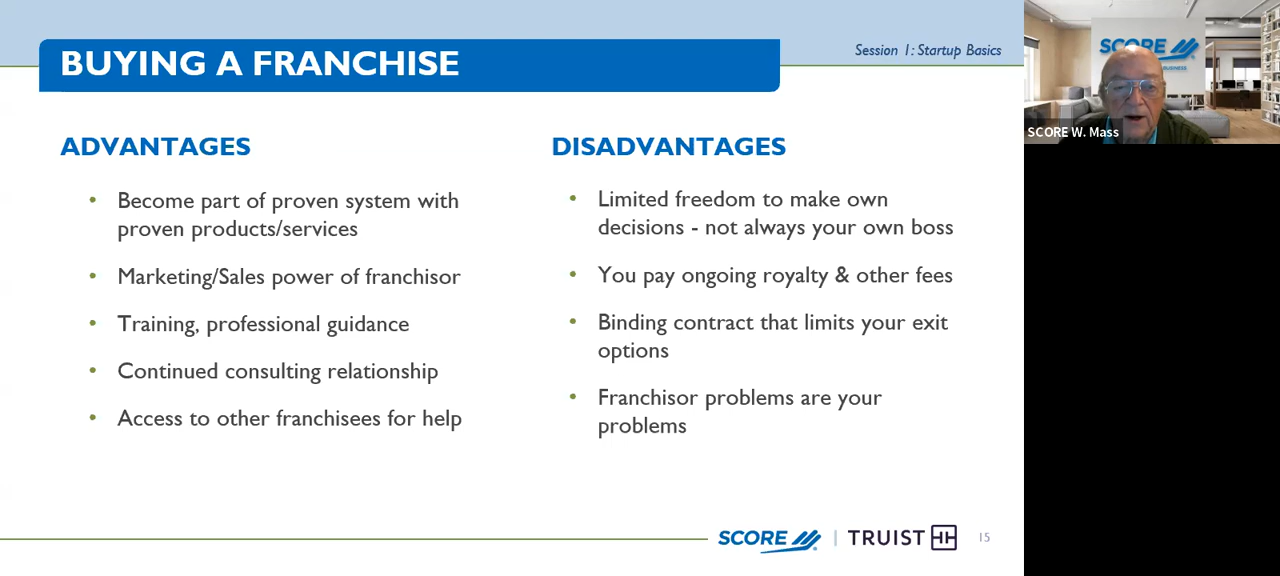 BUYING A FRANCHISE
Session 1: Startup Basics
ADVANTAGES
• Become part of proven system with
proven products/services
• Marketing/Sales power of franchisor
• Training, professional guidance
• Continued consulting relationship
• Access to other franchisees for help
DISADVANTAGES
• Limited freedom to make own
decisions - not always your own boss
• You pay ongoing royalty & other fees
• Binding contract that limits your exit
options
• Franchisor problems are your
problems
SCORE | TRUIST
15
SCORE
BUSINESS
SCORE W. Mass